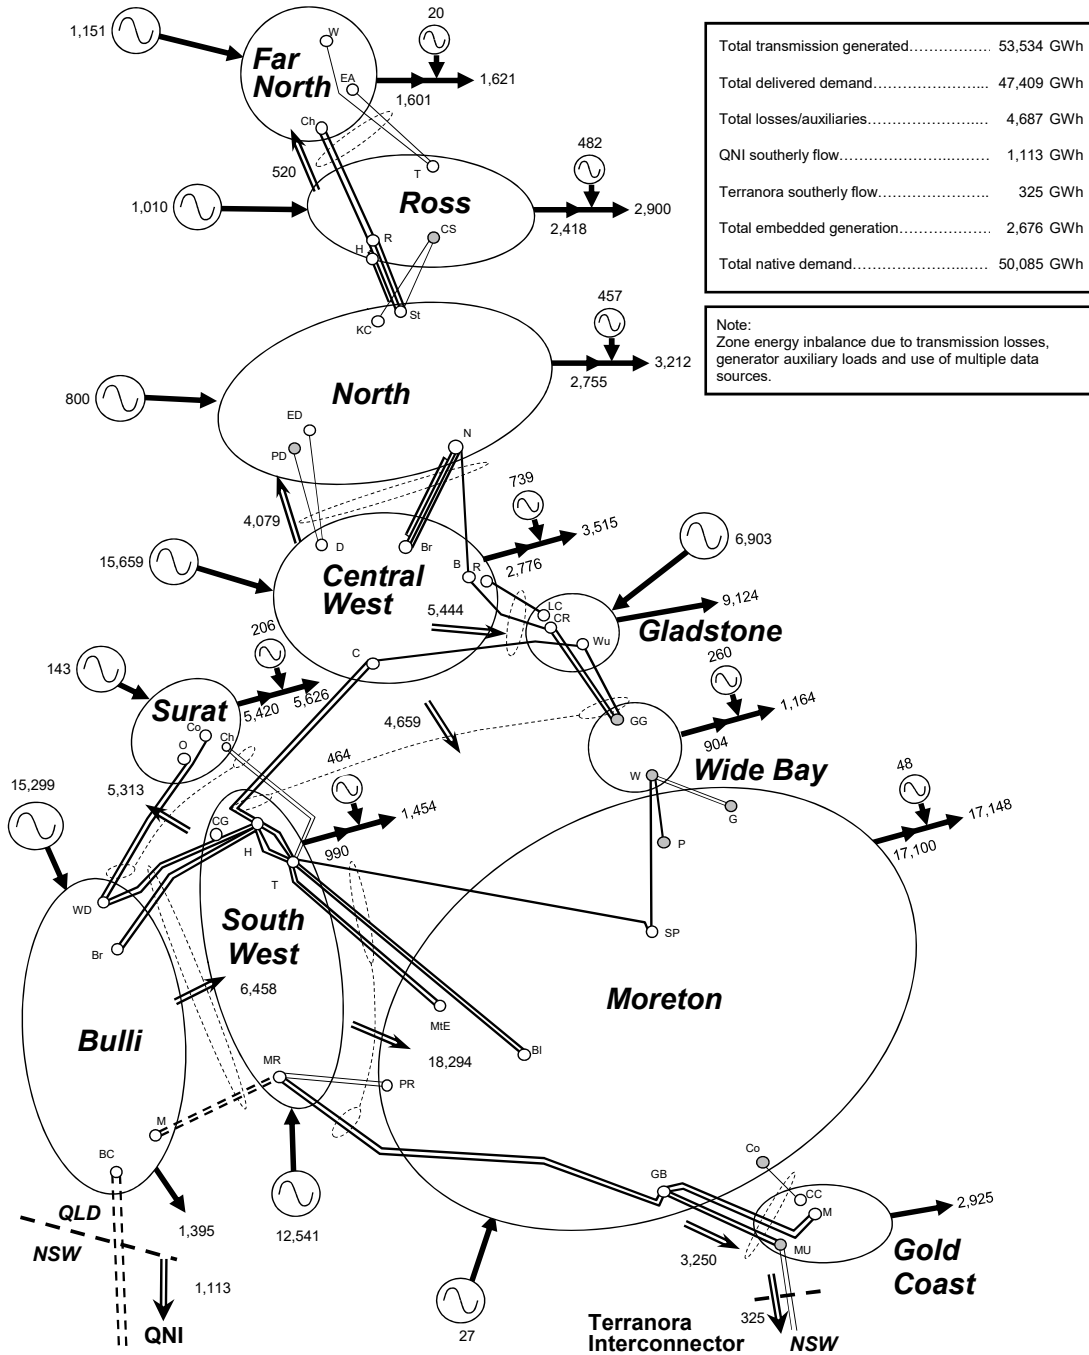 1,151
20
W
Far
North
EA
1,621
1,601
Ch
520
482
T
1,010
Ross
2,900
2,418
R
CS
H
St
KC
457
3,212
2,755
800
North
ED
N
PD
4,079
739
3,515
2,776
6,903
15,659
D
Br
Central
West
B
R
5,444
9,124
LC
CR
Gladstone
Wu
206
143
C
260
Surat
5,420
5,626
4,659
1,164
904
GG
Co
Ch
O
Wide Bay
464
W
48
15,299
5,313
1,454
17,148
G
CG
990
P
17,100
H
T
WD
South
West
SP
Br
6,458
Moreton
MtE
Bulli
18,294
Bl
MR
PR
M
Co
BC
GB
CC
M
2,925
QLD
1,395
12,541
MU
NSW
3,250
Gold
Coast
1,113
27
325
Terranora
Interconnector
NSW
QNI
Total transmission generated................. 53,534 GWh
Total delivered demand........................ 47,409 GWh
Total losses/auxiliaries........................ 4,687 GWh
QNI southerly flow............................. 1,113 GWh
Terranora southerly flow..................... 325 GWh
Total embedded generation.................. 2,676 GWh
Total native demand........................... 50,085 GWh
Note:
Zone energy inbalance due to transmission losses,
generator auxiliary loads and use of multiple data
sources.